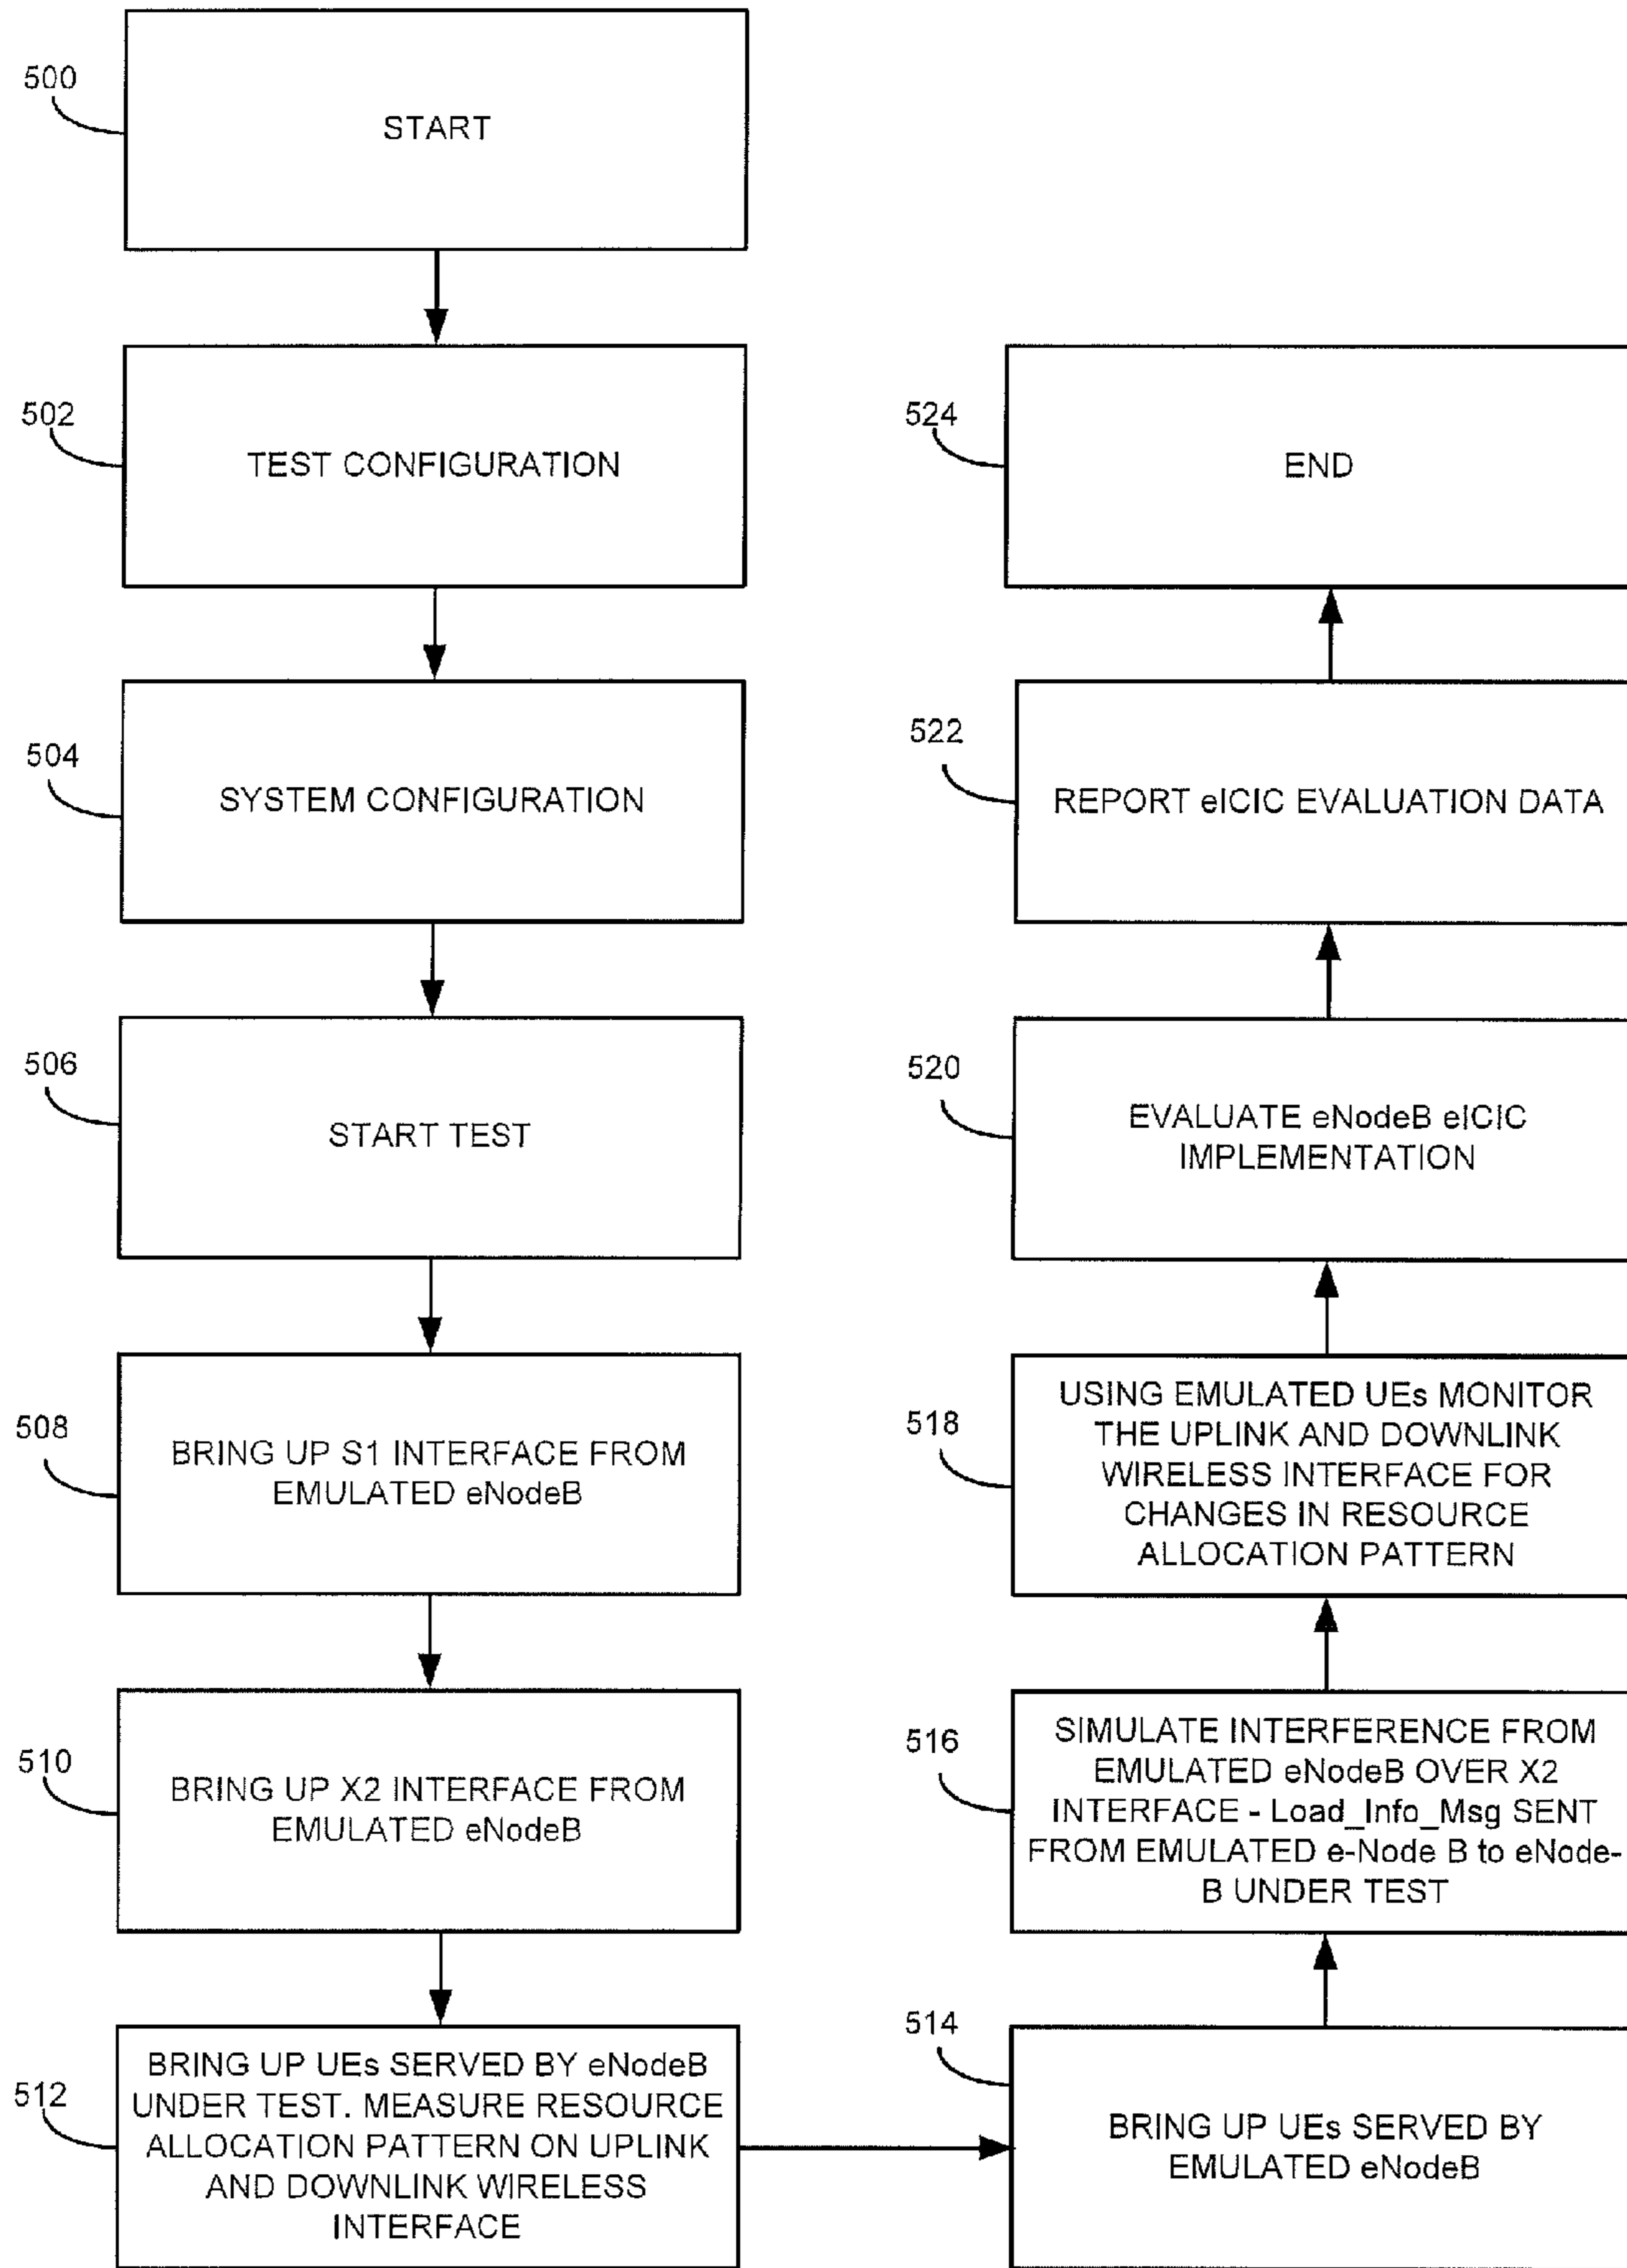 500
START
502
TEST CONFIGURATION
504
SYSTEM CONFIGURATION
506
START TEST
508
BRING UP S1 INTERFACE FROM
EMULATED eNodeB
510
BRING UP X2 INTERFACE FROM
EMULATED eNodeB
512
BRING UP UEs SERVED BY eNodeB
UNDER TEST. MEASURE RESOURCE
ALLOCATION PATTERN ON UPLINK
AND DOWNLINK WIRELESS
INTERFACE
514
BRING UP UEs SERVED BY
EMULATED eNodeB
516
SIMULATE INTERFERENCE FROM
EMULATED eNodeB OVER X2
INTERFACE - Load_Info_Msg SENT
FROM EMULATED e-Node B to eNode-
B UNDER TEST
518
USING EMULATED UEs MONITOR
THE UPLINK AND DOWNLINK
WIRELESS INTERFACE FOR
CHANGES IN RESOURCE
ALLOCATION PATTERN
520
EVALUATE eNodeB eICIC
IMPLEMENTATION
522
REPORT eICIC EVALUATION DATA
524
END